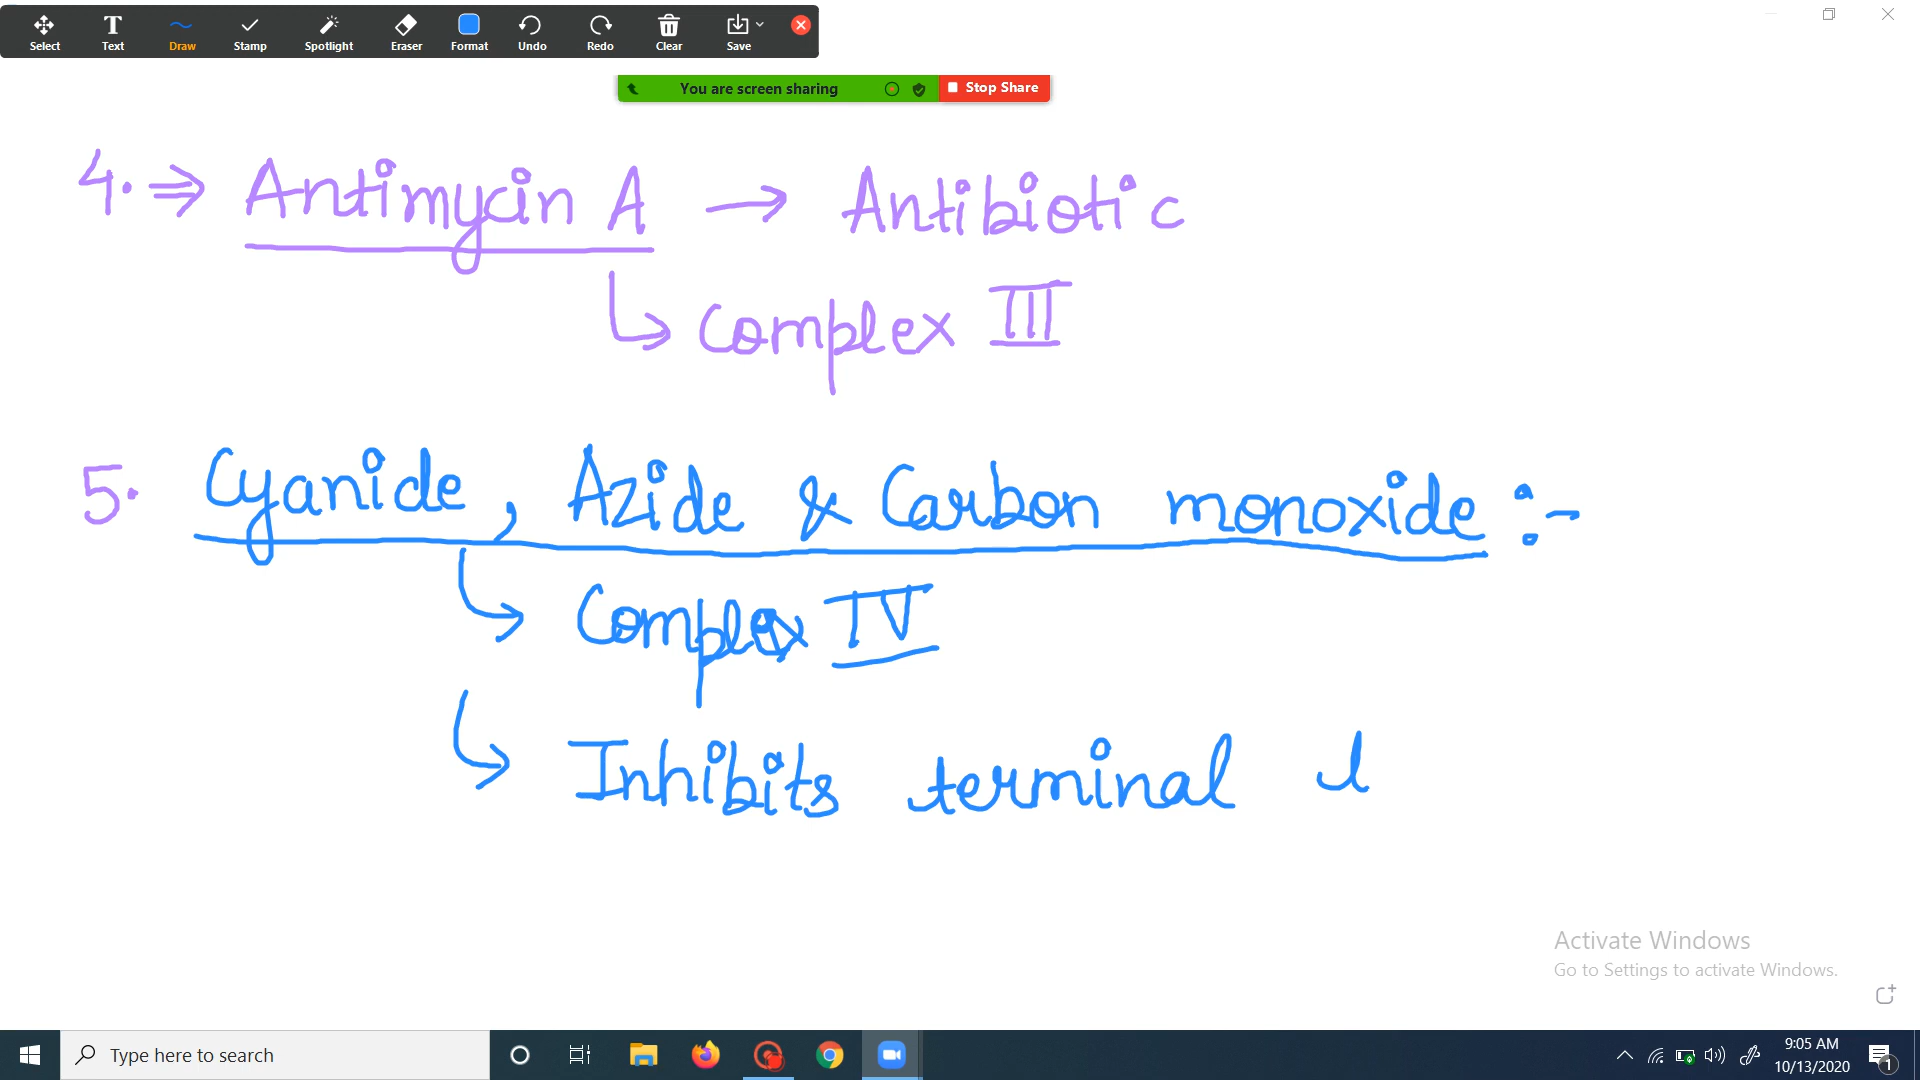 Select Text Draw Stamp Spotlight Eraser Format Undo Redo Clear Save
You are screen sharing Stop Share
4. ⇒ Antimycin A → Antibiotic
↳ Complex III
5. Cyanide, Azide & Carbon monoxide :-
↳ Complex IV
↳ Inhibits terminal
Activate Windows
Go to Settings to activate Windows.
Type here to search
9:05 AM
10/13/2020
1